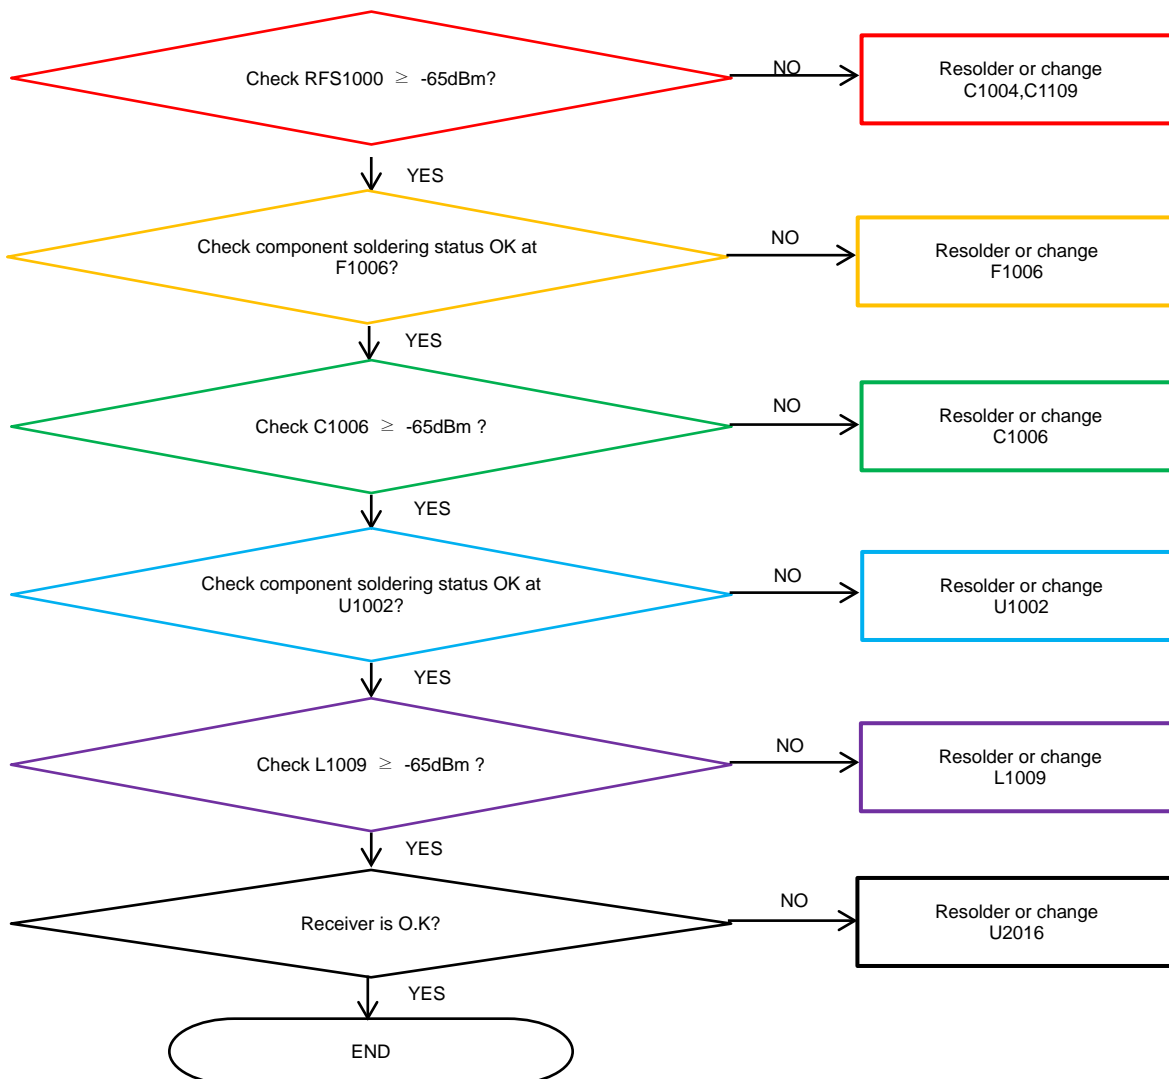 Check RFS1000 ≥ -65dBm?
NO
Resolder or change
C1004,C1109
YES
Check component soldering status OK at
F1006?
NO
Resolder or change
F1006
YES
Check C1006 ≥ -65dBm ?
NO
Resolder or change
C1006
YES
Check component soldering status OK at
U1002?
NO
Resolder or change
U1002
YES
Check L1009 ≥ -65dBm ?
NO
Resolder or change
L1009
YES
Receiver is O.K?
NO
Resolder or change
U2016
YES
END